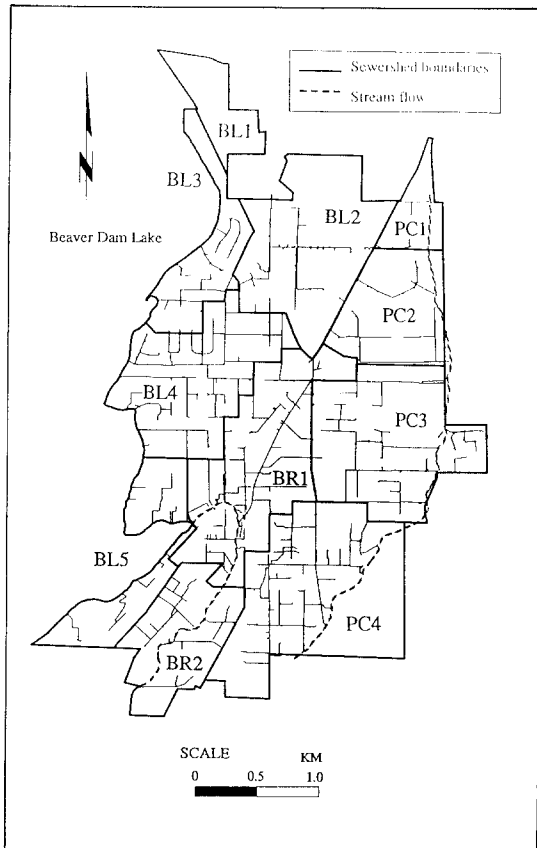 Sewershed boundaries
Stream flow
BL1
BL3
BL2
PC1
Beaver Dam Lake
PC2
BL4
PC3
BR1
BL5
PC4
BR2
SCALE KM
0 0.5 1.0